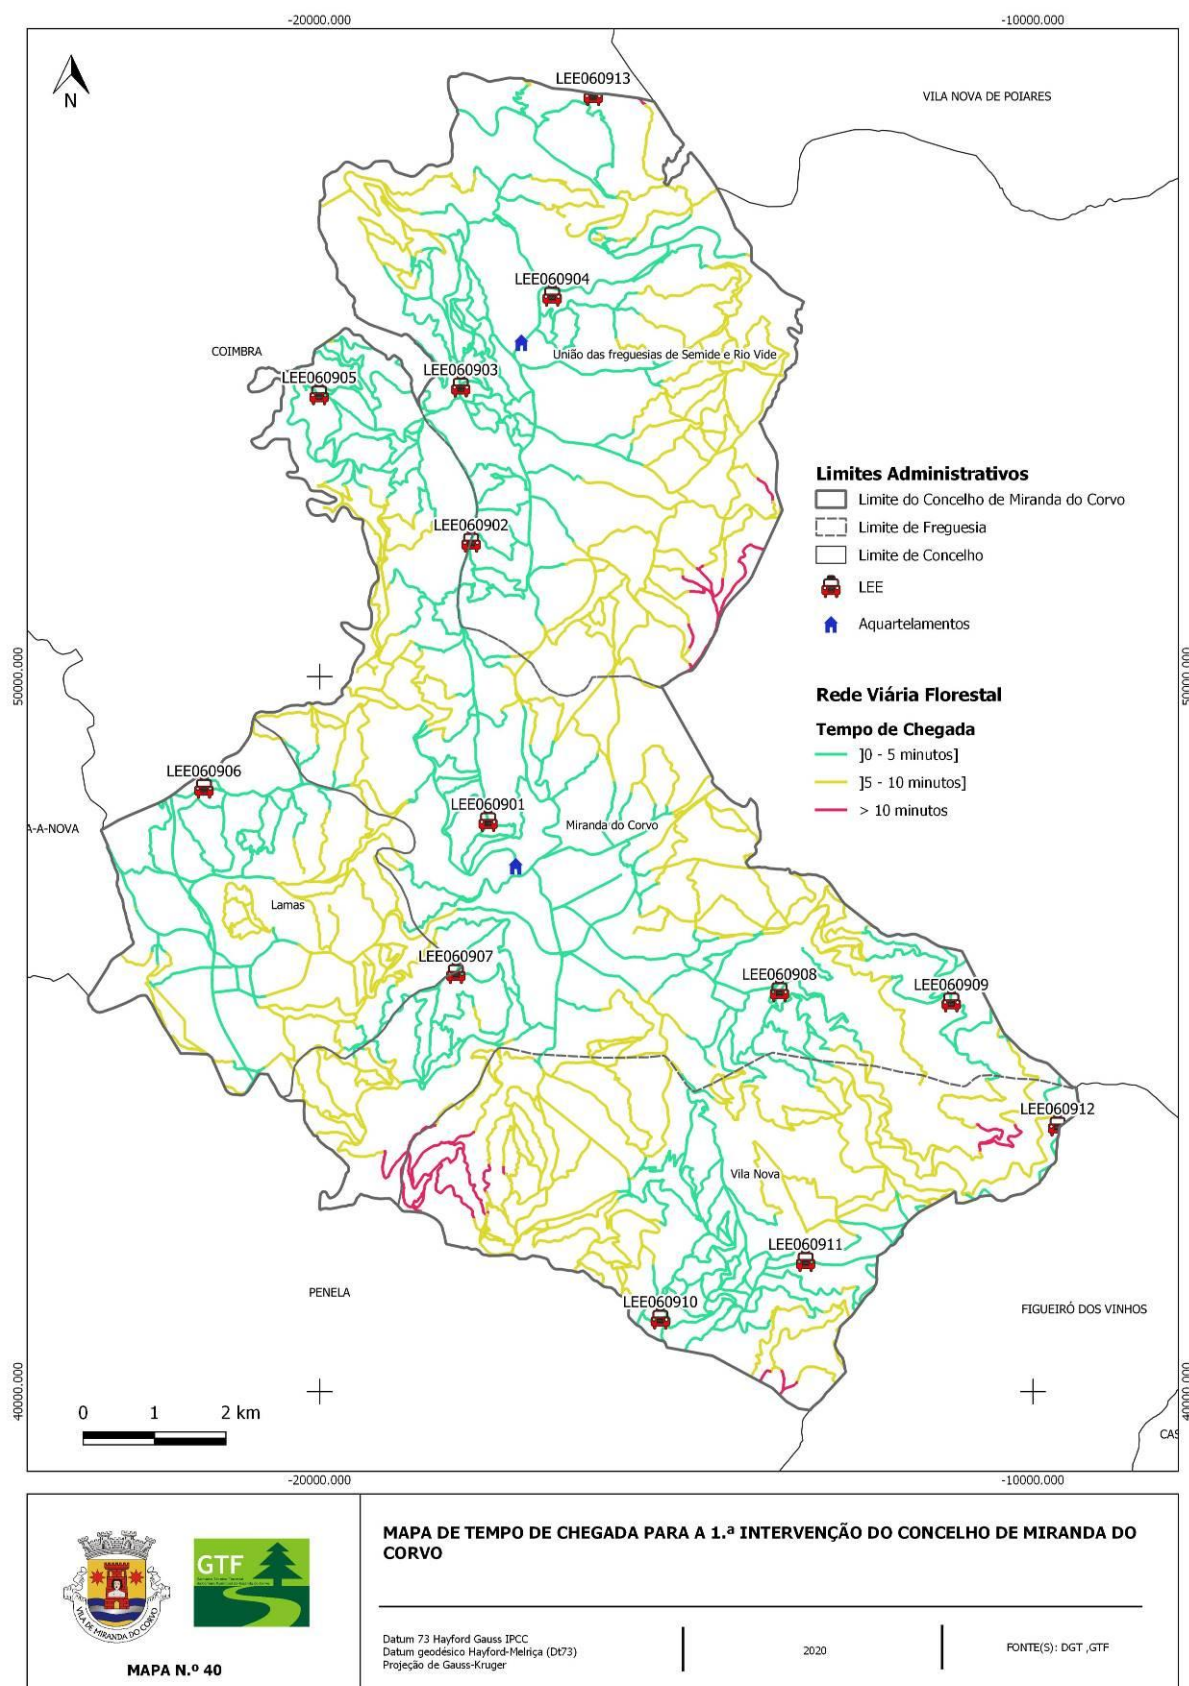 -20000.000
-10000.000
N
LEE060913
VILA NOVA DE POIARES
LEE060904
COIMBRA
União das freguesias de Semide e Rio Vide
LEE060905
LEE060903
LEE060902
Limites Administrativos
Limite do Concelho de Miranda do Corvo
Limite de Freguesia
Limite de Concelho
LEE
Aquartelamentos
50000.000
50000.000
Rede Viária Florestal
Tempo de Chegada
]0 - 5 minutos]
]5 - 10 minutos]
> 10 minutos
LEE060906
LEE060901
A-A-NOVA
Miranda do Corvo
Lamas
LEE060907
LEE060908
LEE060909
LEE060912
Vila Nova
LEE060911
PENELA
LEE060910
FIGUEIRÓ DOS VINHOS
40000.000
40000.000
0 1 2 km
CAS
-20000.000
-10000.000
MAPA DE TEMPO DE CHEGADA PARA A 1.ª INTERVENÇÃO DO CONCELHO DE MIRANDA DO
CORVO
GTF
VILA DE MIRANDA DO CORVO
MAPA N.º 40
Datum 73 Hayford Gauss IPCC
Datum geodésico Hayford-Melriça (Dt73)
Projeção de Gauss-Kruger
2020
FONTE(S): DGT ,GTF